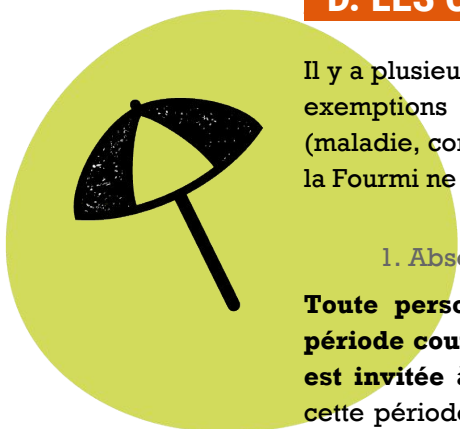 D. LES
Il y a plusieu
exemptions
(maladie, co
la Fourmi ne
1. Abs
Toute perso
période cou
est invitée à
cette périod